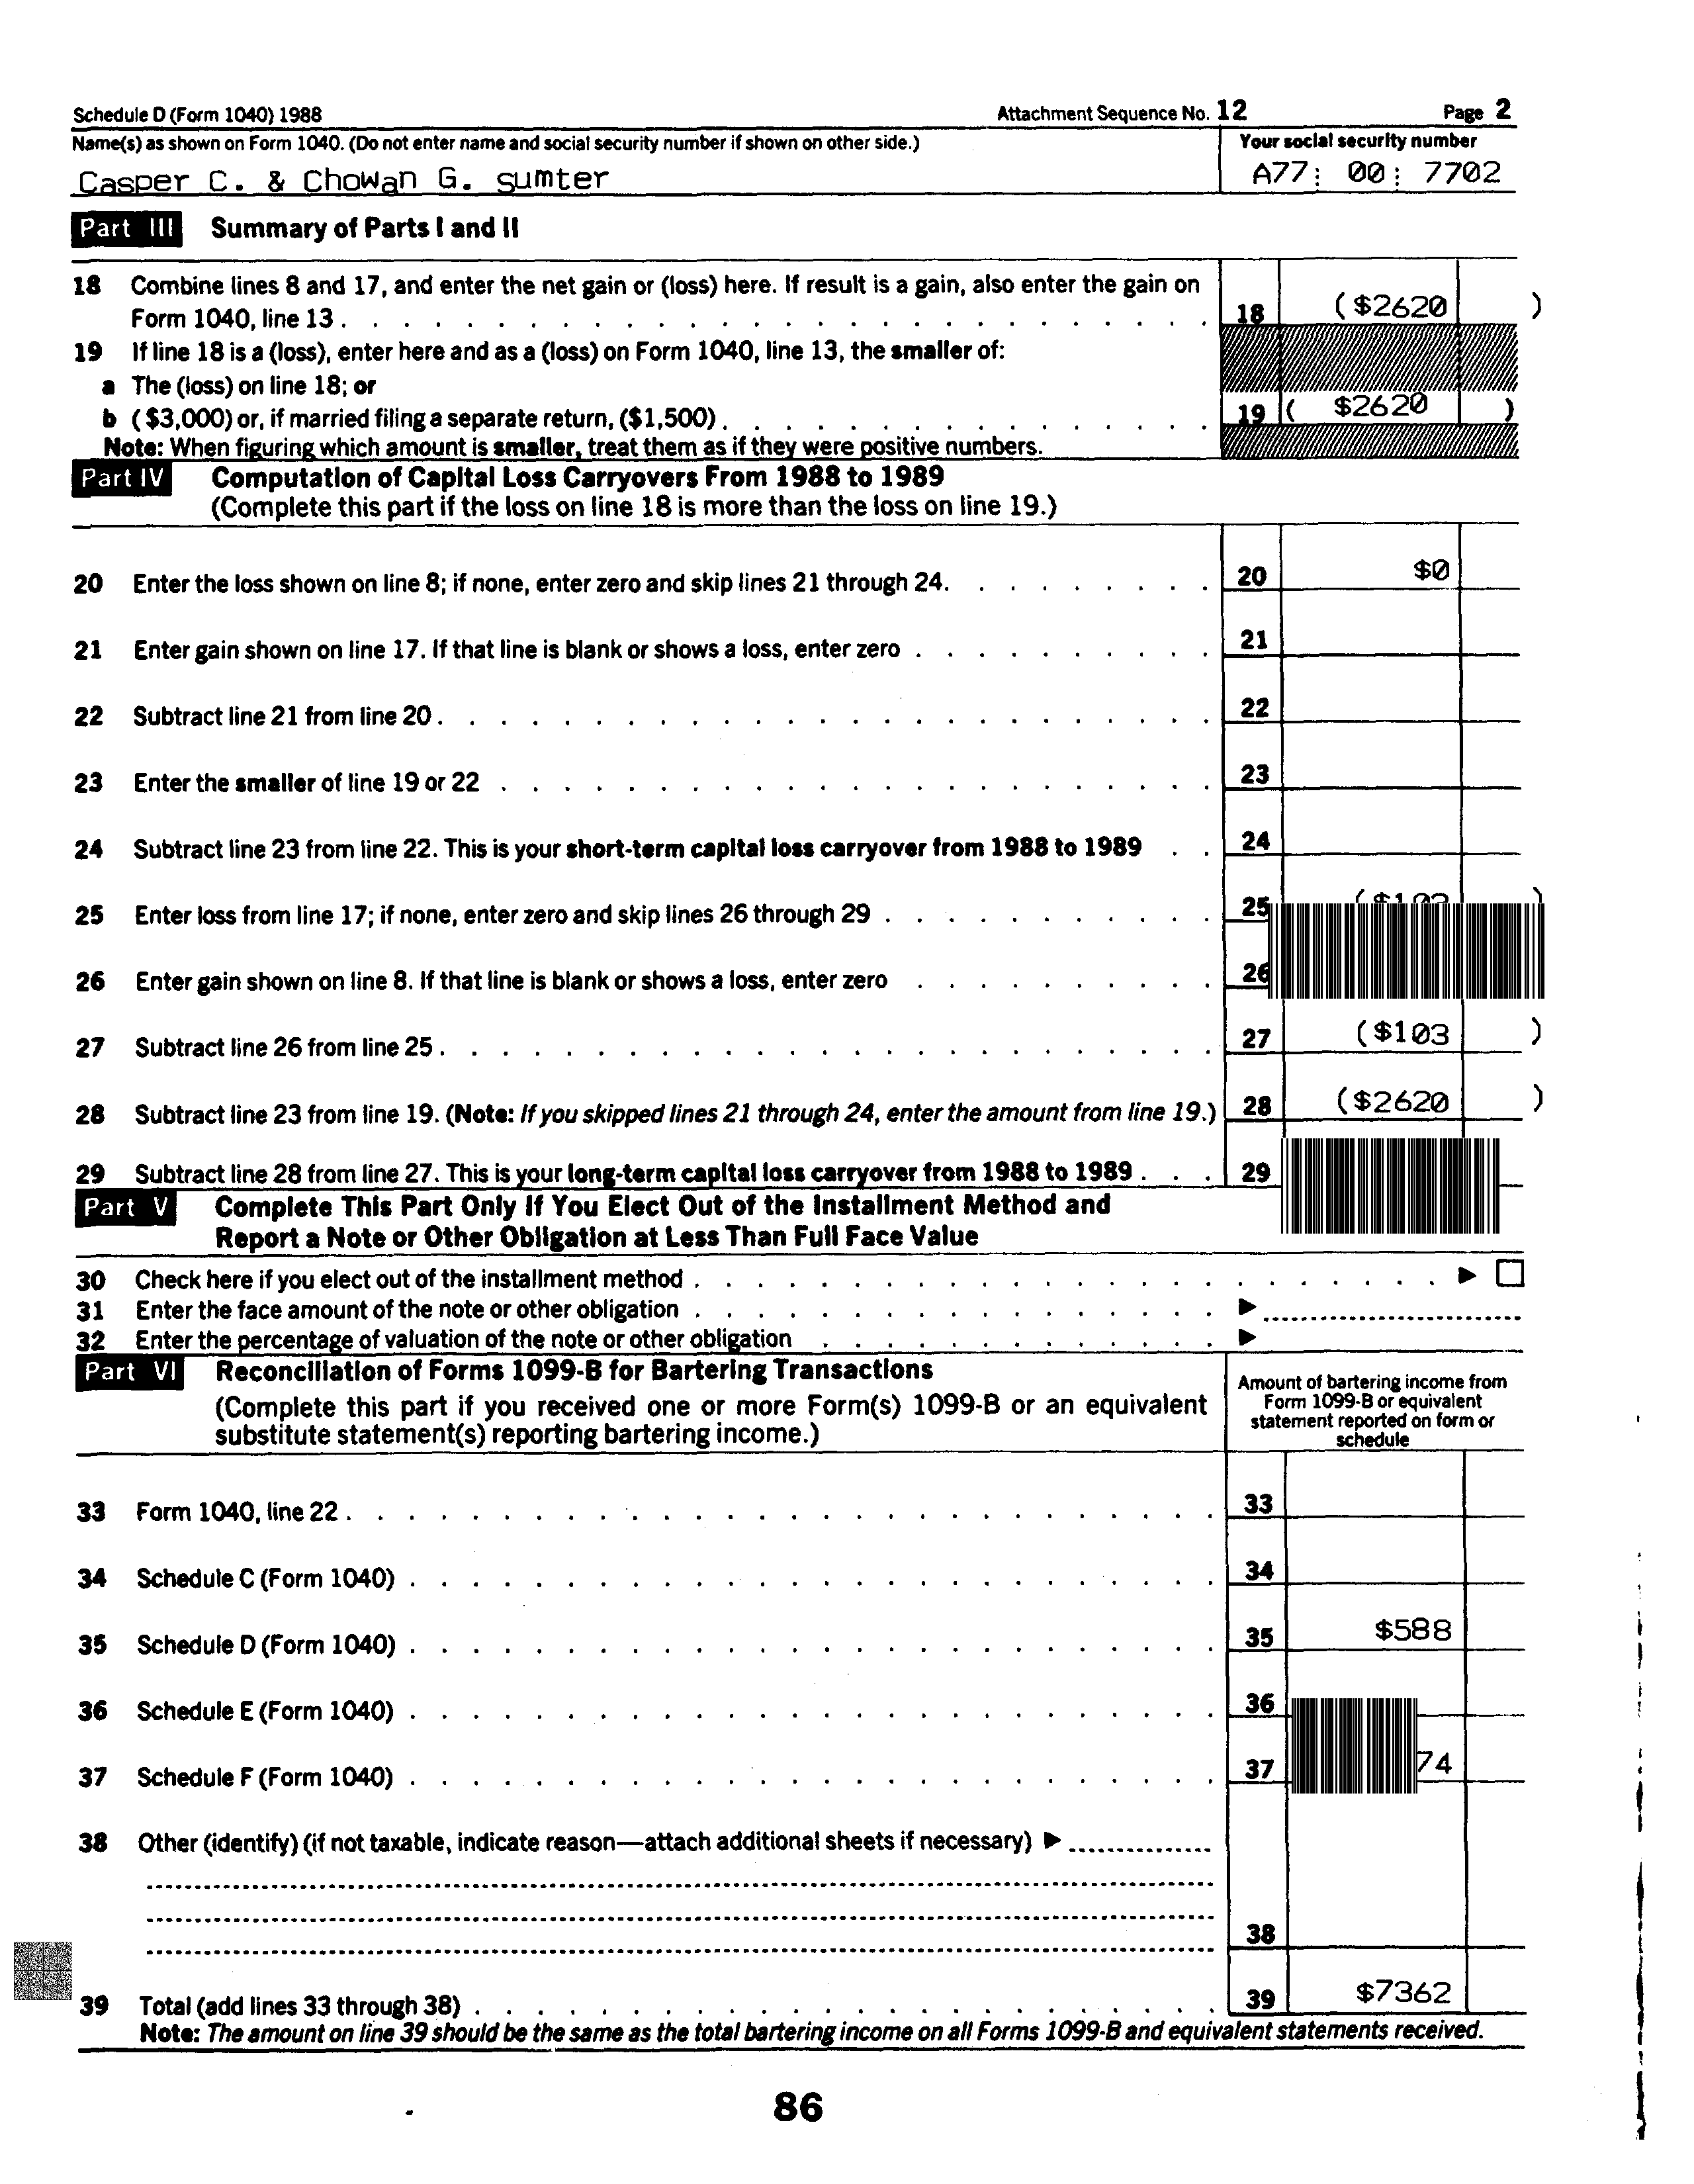 Schedule D (Form 1040) 1988 Attachment Sequence No. 12 Page 2
Name(s) as shown on Form 1040. (Do not enter name and social security number if shown on other side.) Your social security number
Casper C. & Chowan G. sumter A77: 00: 7702
Part III Summary of Parts I and II
18 Combine lines 8 and 17, and enter the net gain or (loss) here. If result is a gain, also enter the gain on
Form 1040, line 13 . . . 18 ($2620 )
19 If line 18 is a (loss), enter here and as a (loss) on Form 1040, line 13, the smaller of:
a The (loss) on line 18; or
b ($3,000) or, if married filing a separate return, ($1,500) . . . 19 ( $2620 )
Note: When figuring which amount is smaller, treat them as if they were positive numbers.
Part IV Computation of Capital Loss Carryovers From 1988 to 1989
(Complete this part if the loss on line 18 is more than the loss on line 19.)
20 Enter the loss shown on line 8; if none, enter zero and skip lines 21 through 24. . . . 20 $0
21 Enter gain shown on line 17. If that line is blank or shows a loss, enter zero . . . 21
22 Subtract line 21 from line 20 . . . 22
23 Enter the smaller of line 19 or 22 . . . 23
24 Subtract line 23 from line 22. This is your short-term capital loss carryover from 1988 to 1989 . . 24
25 Enter loss from line 17; if none, enter zero and skip lines 26 through 29 . . . 25
26 Enter gain shown on line 8. If that line is blank or shows a loss, enter zero . . . 26
27 Subtract line 26 from line 25 . . . 27 ($103 )
28 Subtract line 23 from line 19. (Note: If you skipped lines 21 through 24, enter the amount from line 19.) 28 ($2620 )
29 Subtract line 28 from line 27. This is your long-term capital loss carryover from 1988 to 1989 . . . 29
Part V Complete This Part Only If You Elect Out of the Installment Method and
Report a Note or Other Obligation at Less Than Full Face Value
30 Check here if you elect out of the installment method . . . ▶ ☐
31 Enter the face amount of the note or other obligation . . . ▶
32 Enter the percentage of valuation of the note or other obligation . . . ▶
Part VI Reconciliation of Forms 1099-B for Bartering Transactions
(Complete this part if you received one or more Form(s) 1099-B or an equivalent
substitute statement(s) reporting bartering income.)
Amount of bartering income from
Form 1099-B or equivalent
statement reported on form or
schedule
33 Form 1040, line 22 . . . 33
34 Schedule C (Form 1040) . . . 34
35 Schedule D (Form 1040) . . . 35 $588
36 Schedule E (Form 1040) . . . 36
37 Schedule F (Form 1040) . . . 37 74
38 Other (identify) (if not taxable, indicate reason—attach additional sheets if necessary) ▶
38
39 Total (add lines 33 through 38) . . . 39 $7362
Note: The amount on line 39 should be the same as the total bartering income on all Forms 1099-B and equivalent statements received.
86